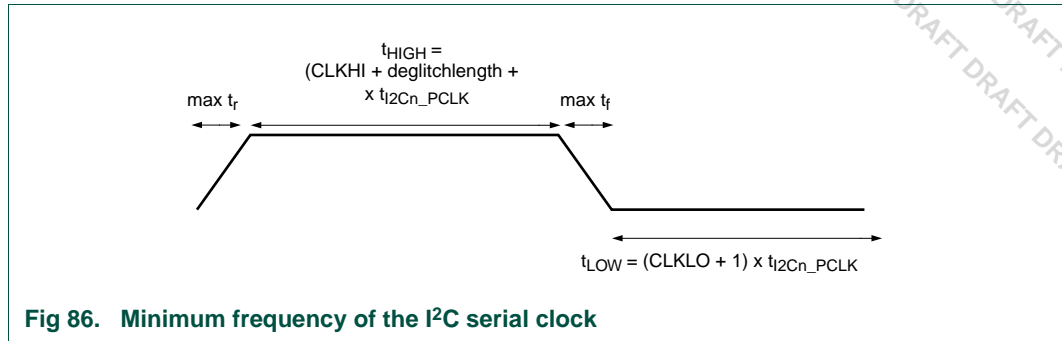 DRAFT DRAFT
DRAFT DRAFT
tHIGH =
(CLKHI + deglitchlength +
x tI2Cn_PCLK
max tr
max tf
tLOW = (CLKLO + 1) x tI2Cn_PCLK
Fig 86. Minimum frequency of the I2C serial clock